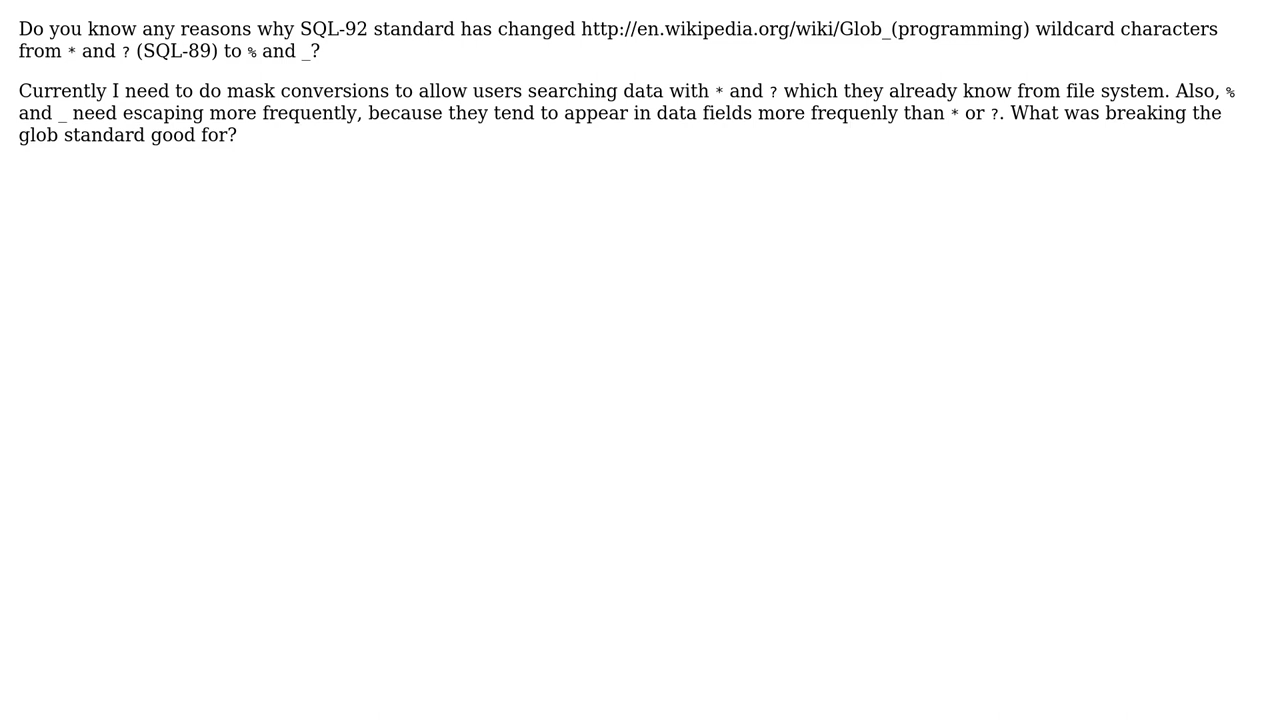 Do you know any reasons why SQL-92 standard has changed http://en.wikipedia.org/wiki/Glob_(programming) wildcard characters
from * and ? (SQL-89) to % and _?
Currently I need to do mask conversions to allow users searching data with * and ? which they already know from file system. Also, %
and _ need escaping more frequently, because they tend to appear in data fields more frequenly than * or ?. What was breaking the
glob standard good for?